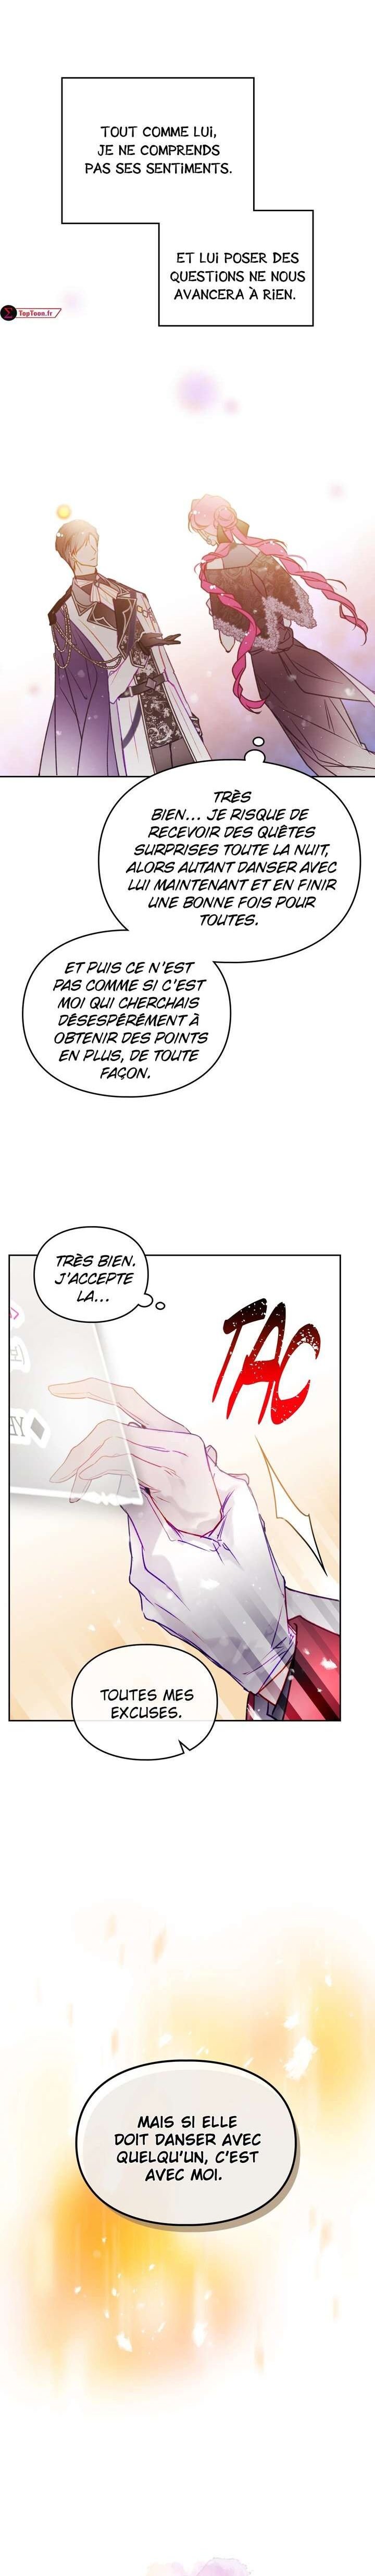 TOUT COMME LUI,
JE NE COMPRENDS
PAS SES SENTIMENTS.
ET LUI POSER DES
QUESTIONS NE NOUS
AVANCERA À RIEN.
TopToon.fr
TRÈS
BIEN... JE RISQUE DE
RECEVOIR DES QUÊTES
SURPRISES TOUTE LA NUIT,
ALORS AUTANT DANSER AVEC
LUI MAINTENANT ET EN FINIR
UNE BONNE FOIS POUR
TOUTES.
ET PUIS CE N'EST
PAS COMME SI C'EST
MOI QUI CHERCHAIS
DÉSESPÉRÉMENT À
OBTENIR DES POINTS
EN PLUS, DE TOUTE
FAÇON.
TRÈS BIEN.
J'ACCEPTE
LA...
TAC
TOUTES MES
EXCUSES.
MAIS SI ELLE
DOIT DANSER AVEC
QUELQU'UN, C'EST
AVEC MOI.